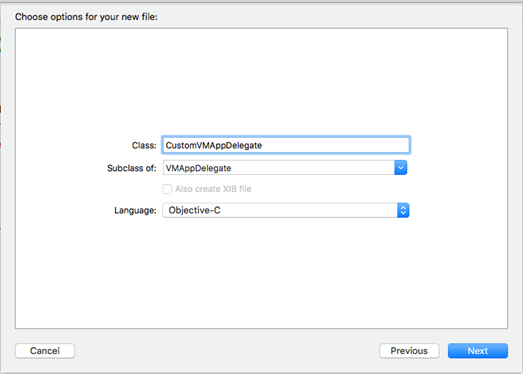 Choose options for your new file:
Class: CustomVMAppDelegate
Subclass of: VMAppDelegate
Also create XIB file
Language: Objective-C
Cancel Previous Next